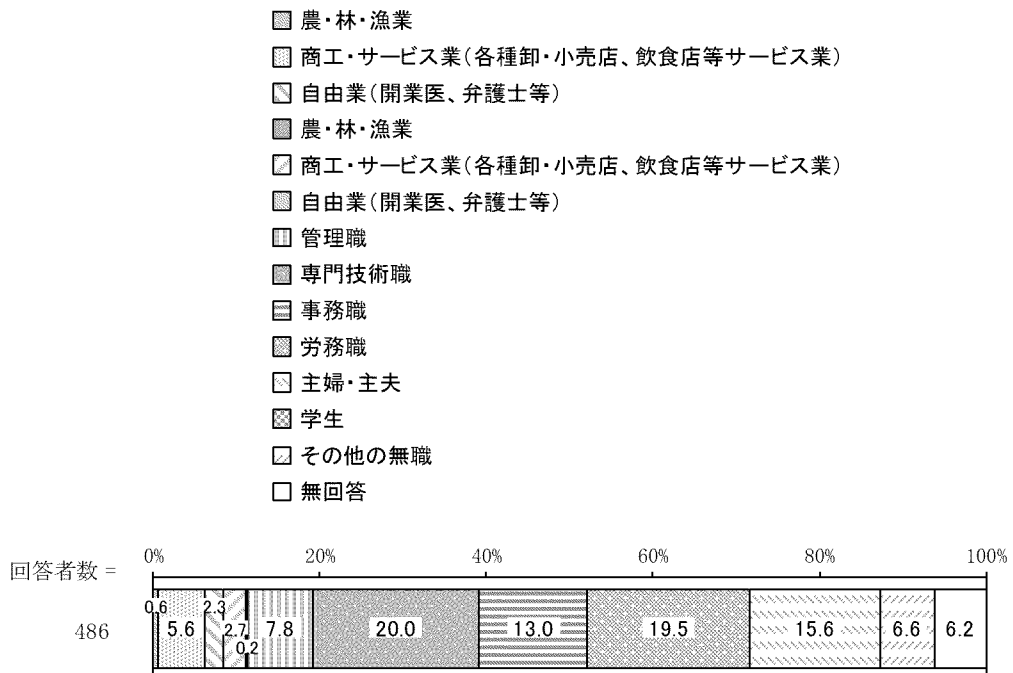 農・林・漁業
商工・サービス業（各種卸・小売店、飲食店等サービス業）
自由業（開業医、弁護士等）
農・林・漁業
商工・サービス業（各種卸・小売店、飲食店等サービス業）
自由業（開業医、弁護士等）
管理職
専門技術職
事務職
労務職
主婦・主夫
学生
その他の無職
無回答
0% 20% 40% 60% 80% 100%
回答者数 =
486 0.6 5.6 2.3 2.7 0.2 7.8 20.0 13.0 19.5 15.6 6.6 6.2